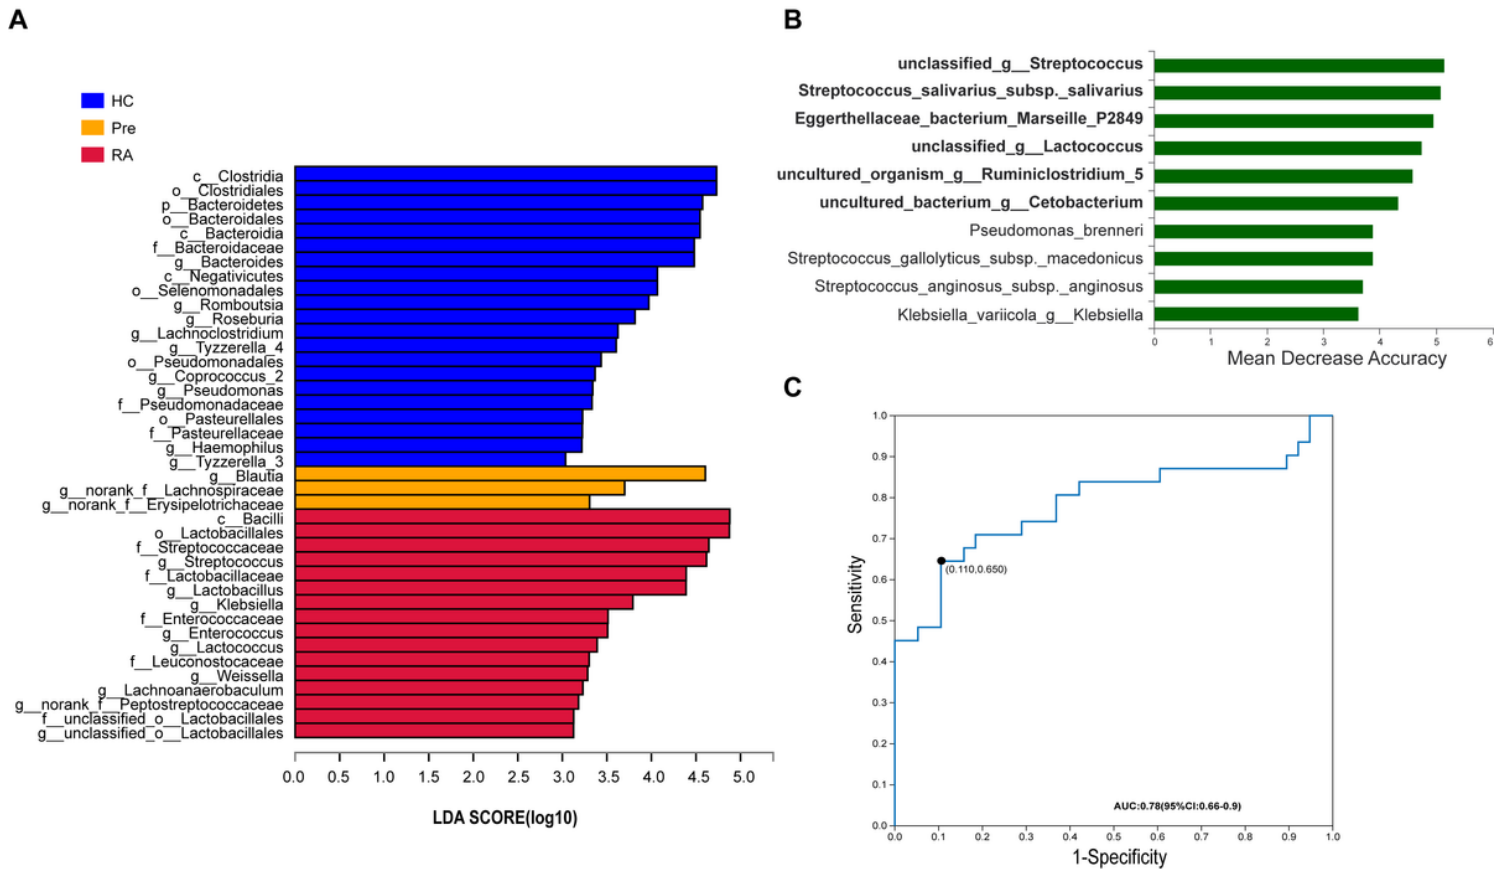 A
HC
Pre
RA
c__Clostridia
o__Clostridiales
p__Bacteroidetes
o__Bacteroidales
c__Bacteroidia
f__Bacteroidaceae
g__Bacteroides
c__Negativicutes
o__Selenomonadales
g__Romboutsia
g__Roseburia
g__Lachnoclostridium
g__Tyzzerella_4
o__Pseudomonadales
g__Coprococcus_2
g__Pseudomonas
f__Pseudomonadaceae
o__Pasteurellales
f__Pasteurellaceae
g__Haemophilus
g__Tyzzerella_3
g__Blautia
g__norank_f__Lachnospiraceae
g__norank_f__Erysipelotrichaceae
c__Bacilli
o__Lactobacillales
f__Streptococcaceae
g__Streptococcus
f__Lactobacillaceae
g__Lactobacillus
g__Klebsiella
f__Enterococcaceae
g__Enterococcus
g__Lactococcus
f__Leuconostocaceae
g__Weissella
g__Lachnoanaerobaculum
g__norank_f__Peptostreptococcaceae
f__unclassified_o__Lactobacillales
g__unclassified_o__Lactobacillales
0.0 0.5 1.0 1.5 2.0 2.5 3.0 3.5 4.0 4.5 5.0
LDA SCORE(log10)
B
unclassified_g__Streptococcus
Streptococcus_salivarius_subsp._salivarius
Eggerthellaceae_bacterium_Marseille_P2849
unclassified_g__Lactococcus
uncultured_organism_g__Ruminiclostridium_5
uncultured_bacterium_g__Cetobacterium
Pseudomonas_brenneri
Streptococcus_gallolyticus_subsp._macedonicus
Streptococcus_anginosus_subsp._anginosus
Klebsiella_variicola_g__Klebsiella
0 1 2 3 4 5 6
Mean Decrease Accuracy
C
1.0
0.9
0.8
0.7
0.6
0.5
0.4
0.3
0.2
0.1
0.0
Sensitivity
(0.110,0.650)
AUC:0.78(95%CI:0.66-0.9)
0.0 0.1 0.2 0.3 0.4 0.5 0.6 0.7 0.8 0.9 1.0
1-Specificity